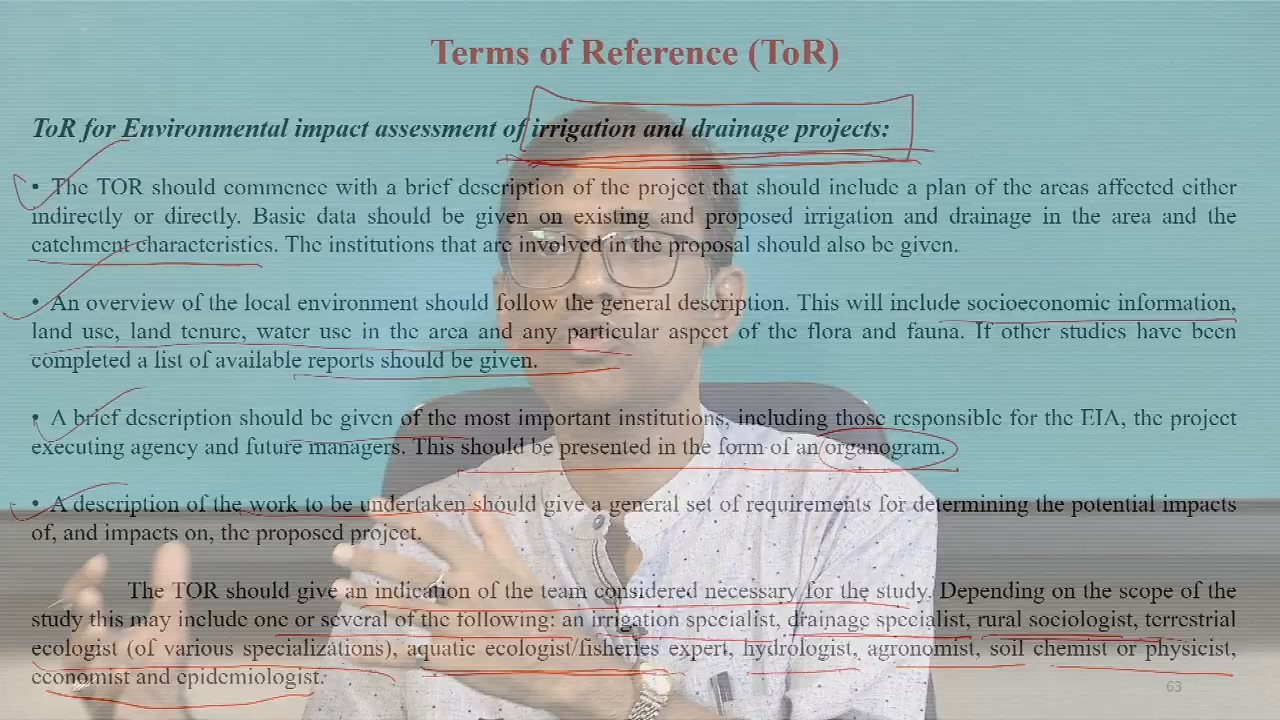 Terms of Reference (ToR)
ToR for Environmental impact assessment of irrigation and drainage projects:
• The TOR should commence with a brief description of the project that should include a plan of the areas affected either
indirectly or directly. Basic data should be given on existing and proposed irrigation and drainage in the area and the
catchment characteristics. The institutions that are involved in the proposal should also be given.
• An overview of the local environment should follow the general description. This will include socioeconomic information,
land use, land tenure, water use in the area and any particular aspect of the flora and fauna. If other studies have been
completed a list of available reports should be given.
• A brief description should be given of the most important institutions, including those responsible for the EIA, the project
executing agency and future managers. This should be presented in the form of an organogram.
• A description of the work to be undertaken should give a general set of requirements for determining the potential impacts
of, and impacts on, the proposed project.
The TOR should give an indication of the team considered necessary for the study. Depending on the scope of the
study this may include one or several of the following: an irrigation specialist, drainage specialist, rural sociologist, terrestrial
ecologist (of various specializations), aquatic ecologist/fisheries expert, hydrologist, agronomist, soil chemist or physicist,
economist and epidemiologist.
63